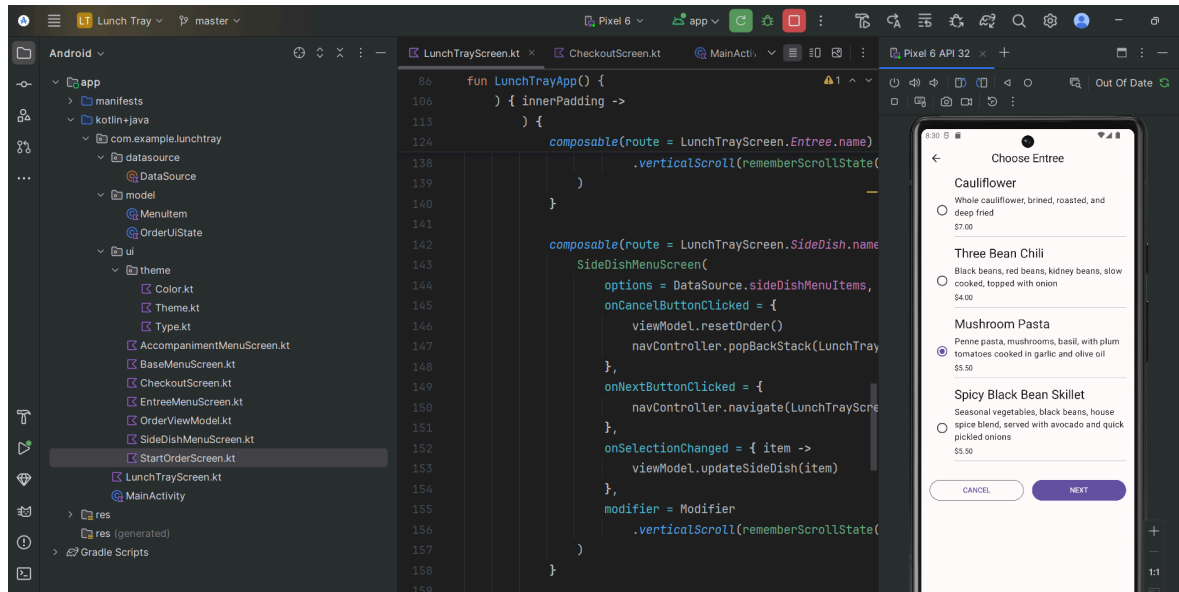 LT Lunch Tray master Pixel 6 app
Android
app
manifests
kotlin+java
com.example.lunchtray
datasource
DataSource
model
MenuItem
OrderUiState
ui
theme
Color.kt
Theme.kt
Type.kt
AccompanimentMenuScreen.kt
BaseMenuScreen.kt
CheckoutScreen.kt
EntreeMenuScreen.kt
OrderViewModel.kt
SideDishMenuScreen.kt
StartOrderScreen.kt
LunchTrayScreen.kt
MainActivity
res
res (generated)
Gradle Scripts
LunchTrayScreen.kt CheckoutScreen.kt MainActi
1
86 fun LunchTrayApp() {
106 ) { innerPadding ->
113 ) {
124 composable(route = LunchTrayScreen.Entree.name)
138 .verticalScroll(rememberScrollState(
139 )
140 }
141
142 composable(route = LunchTrayScreen.SideDish.name
143 SideDishMenuScreen(
144 options = DataSource.sideDishMenuItems,
145 onCancelButtonClicked = {
146 viewModel.resetOrder()
147 navController.popBackStack(LunchTray
148 },
149 onNextButtonClicked = {
150 navController.navigate(LunchTrayScre
151 },
152 onSelectionChanged = { item ->
153 viewModel.updateSideDish(item)
154 },
155 modifier = Modifier
156 .verticalScroll(rememberScrollState(
157 )
158 }
159
Pixel 6 API 32
Out Of Date
8:30
Choose Entree
Cauliflower
Whole cauliflower, brined, roasted, and
deep fried
$7.00
Three Bean Chili
Black beans, red beans, kidney beans, slow
cooked, topped with onion
$4.00
Mushroom Pasta
Penne pasta, mushrooms, basil, with plum
tomatoes cooked in garlic and olive oil
$5.50
Spicy Black Bean Skillet
Seasonal vegetables, black beans, house
spice blend, served with avocado and quick
pickled onions
$5.50
CANCEL NEXT
1:1